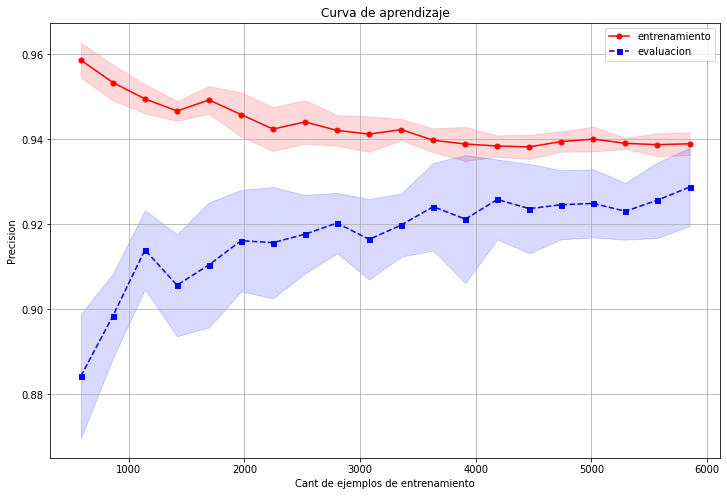 Curva de aprendizaje
entrenamiento
evaluacion
0.96
0.94
0.92
0.90
0.88
Precision
1000
2000
3000
4000
5000
6000
Cant de ejemplos de entrenamiento